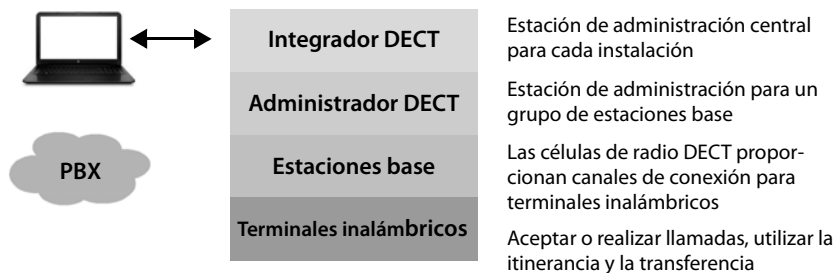 Integrador DECT
Estación de administración central
para cada instalación
Administrador DECT
Estación de administración para un
grupo de estaciones base
PBX
Estaciones base
Las células de radio DECT propor-
cionan canales de conexión para
terminales inalámbricos
Terminales inalámbricos
Aceptar o realizar llamadas, utilizar la
itinerancia y la transferencia